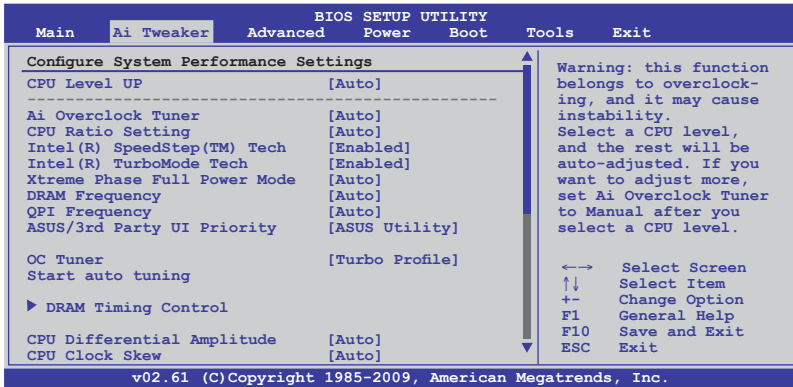 BIOS SETUP UTILITY
Main Ai Tweaker Advanced Power Boot Tools Exit
Configure System Performance Settings
CPU Level UP [Auto]
Ai Overclock Tuner [Auto]
CPU Ratio Setting [Auto]
Intel(R) SpeedStep(TM) Tech [Enabled]
Intel(R) TurboMode Tech [Enabled]
Xtreme Phase Full Power Mode [Auto]
DRAM Frequency [Auto]
QPI Frequency [Auto]
ASUS/3rd Party UI Priority [ASUS Utility]
OC Tuner [Turbo Profile]
Start auto tuning
DRAM Timing Control
CPU Differential Amplitude [Auto]
CPU Clock Skew [Auto]
Warning: this function
belongs to overclock-
ing, and it may cause
instability.
Select a CPU level,
and the rest will be
auto-adjusted. If you
want to adjust more,
set Ai Overclock Tuner
to Manual after you
select a CPU level.
←→ Select Screen
↑↓ Select Item
+- Change Option
F1 General Help
F10 Save and Exit
ESC Exit
v02.61 (C)Copyright 1985-2009, American Megatrends, Inc.